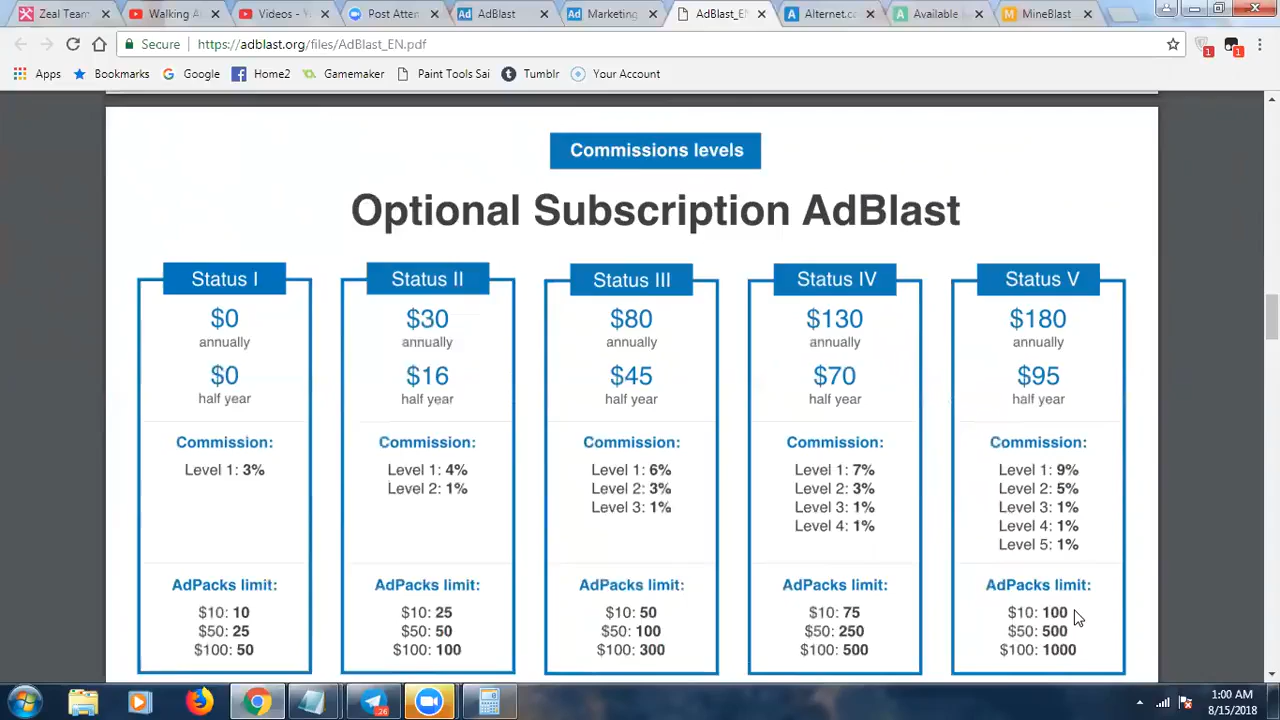 Zeal Team
Walking A
Videos - Y
Post Atten
AdBlast
Marketing
AdBlast_EN
Alternet.c
Available
MineBlast
Secure
https://adblast.org/files/AdBlast_EN.pdf
1
1
Apps
Bookmarks
Google
Home2
Gamemaker
Paint Tools Sai
Tumblr
Your Account
Commissions levels
Optional Subscription AdBlast
Status I
$0
annually
$0
half year
Commission:
Level 1: 3%
AdPacks limit:
$10: 10
$50: 25
$100: 50
Status II
$30
annually
$16
half year
Commission:
Level 1: 4%
Level 2: 1%
AdPacks limit:
$10: 25
$50: 50
$100: 100
Status III
$80
annually
$45
half year
Commission:
Level 1: 6%
Level 2: 3%
Level 3: 1%
AdPacks limit:
$10: 50
$50: 100
$100: 300
Status IV
$130
annually
$70
half year
Commission:
Level 1: 7%
Level 2: 3%
Level 3: 1%
Level 4: 1%
AdPacks limit:
$10: 75
$50: 250
$100: 500
Status V
$180
annually
$95
half year
Commission:
Level 1: 9%
Level 2: 5%
Level 3: 1%
Level 4: 1%
Level 5: 1%
AdPacks limit:
$10: 100
$50: 500
$100: 1000
26
1:00 AM
8/15/2018